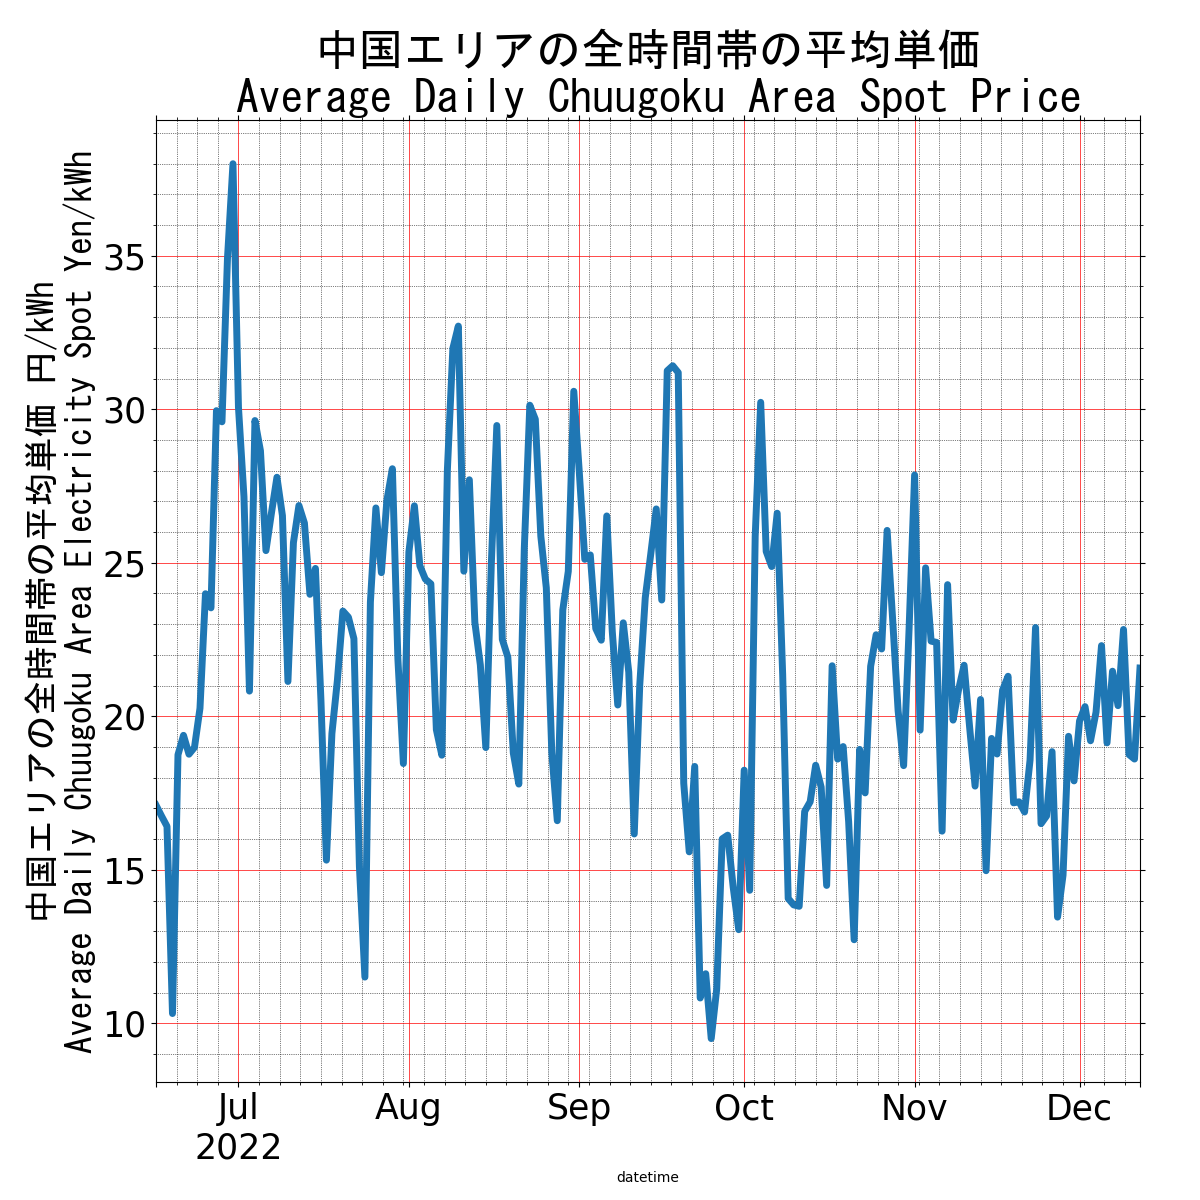 中国エリアの全時間帯の平均単価
Average Daily Chuugoku Area Spot Price
中国エリアの全時間帯の平均単価 円/kWh
Average Daily Chuugoku Area Electricity Spot Yen/kWh
35
30
25
20
15
10
Jul
2022
Aug
Sep
Oct
Nov
Dec
datetime